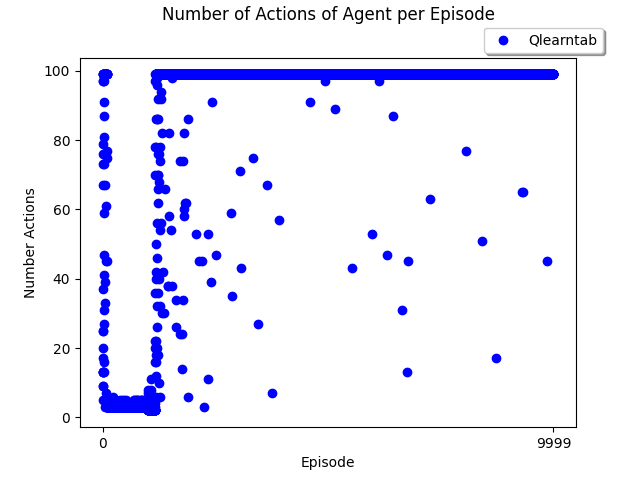 Number of Actions of Agent per Episode
Qlearntab
100
80
60
40
20
0
Number Actions
0
9999
Episode